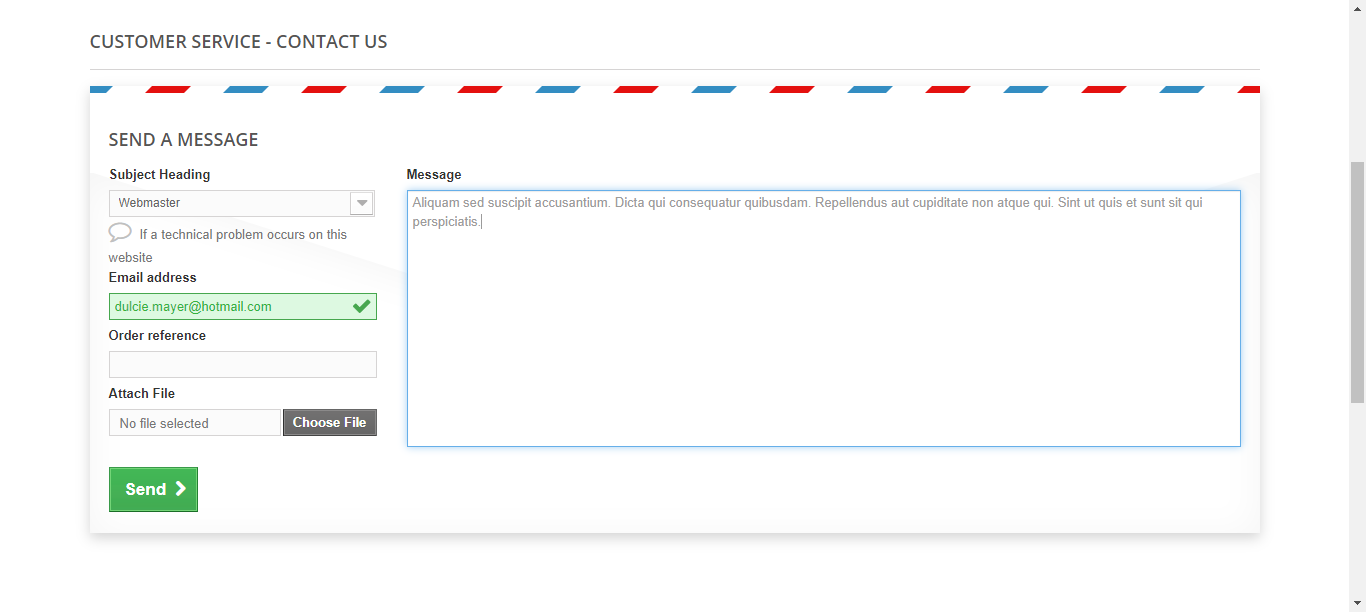 CUSTOMER SERVICE - CONTACT US
SEND A MESSAGE
Subject Heading
Webmaster
If a technical problem occurs on this
website
Email address
dulcie.mayer@hotmail.com
Order reference
Attach File
No file selected
Choose File
Send
Message
Aliquam sed suscipit accusantium. Dicta qui consequatur quibusdam. Repellendus aut cupiditate non atque qui. Sint ut quis et sunt sit qui
perspiciatis.